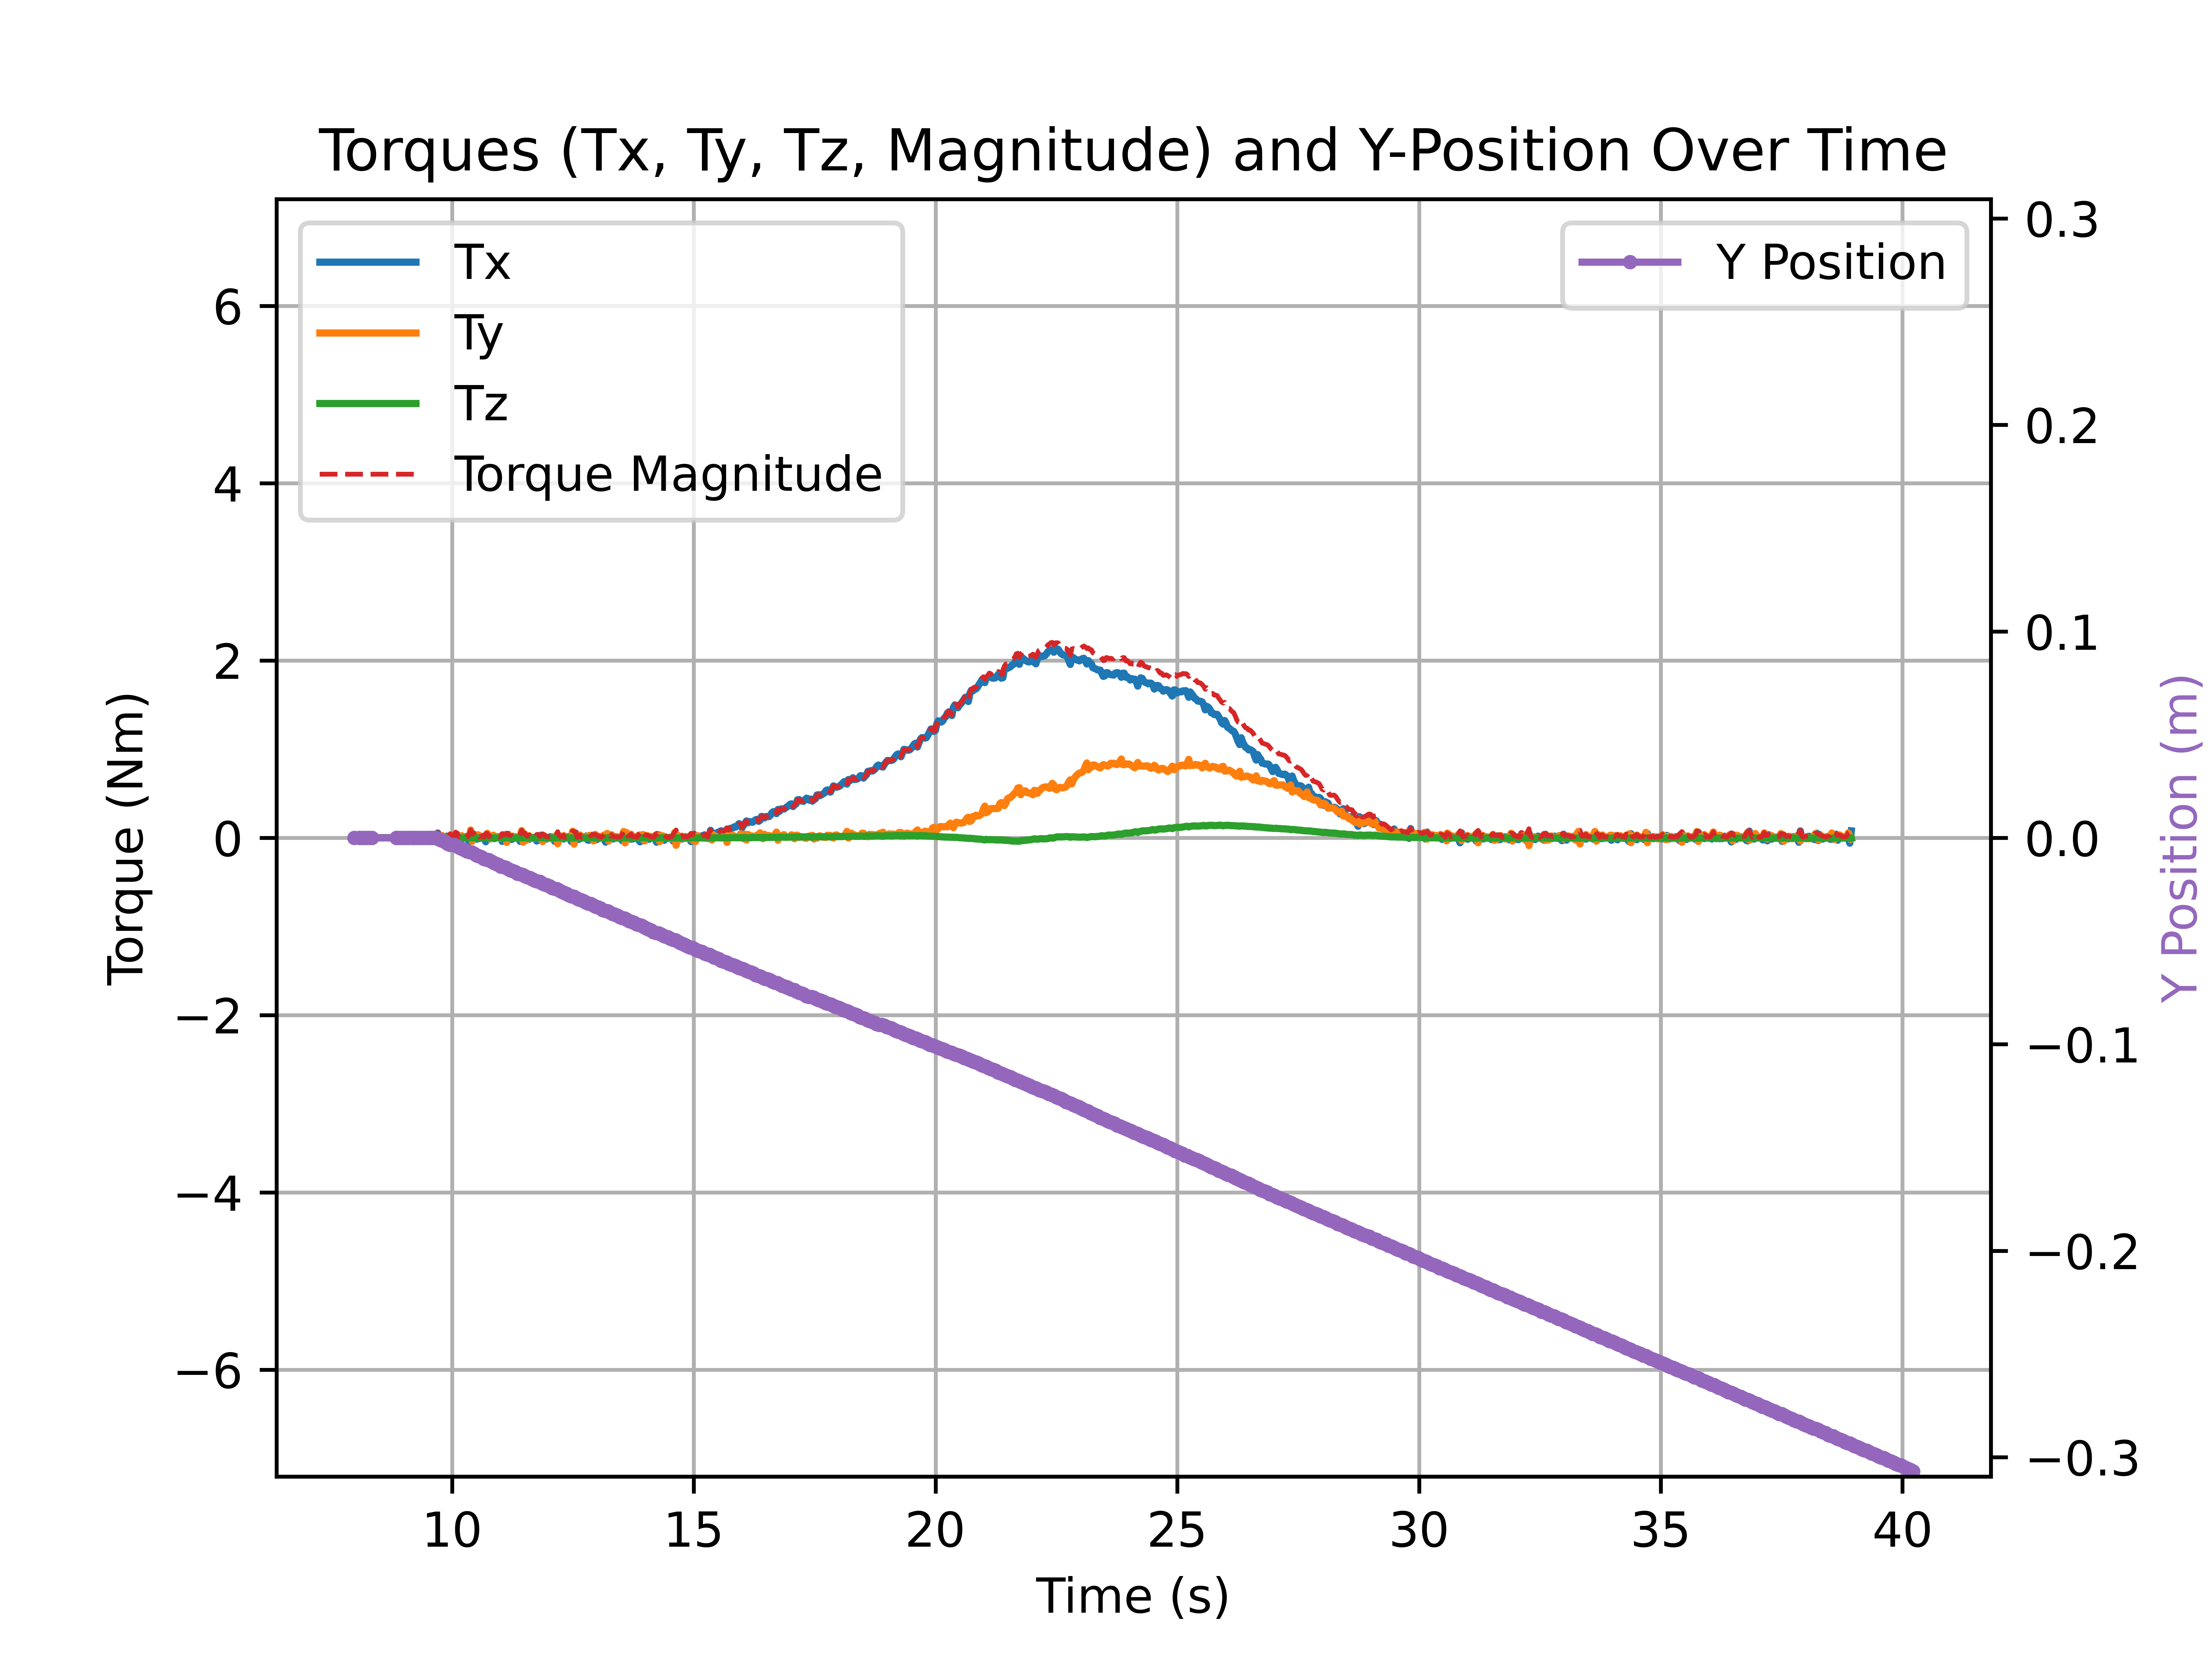 Torques (Tx, Ty, Tz, Magnitude) and Y-Position Over Time
Tx
Ty
Tz
Torque Magnitude
Y Position
6
4
2
0
−2
−4
−6
Torque (Nm)
0.3
0.2
0.1
0.0
−0.1
−0.2
−0.3
Y Position (m)
10 15 20 25 30 35 40
Time (s)